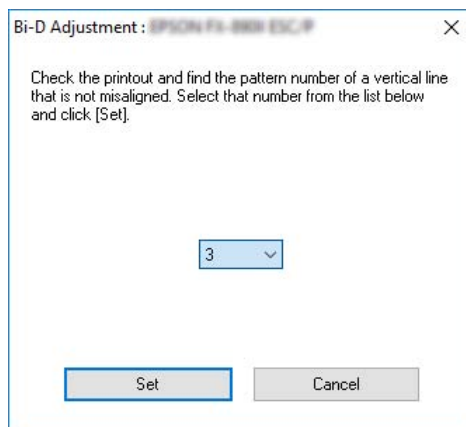 Bi-D Adjustment :
Check the printout and find the pattern number of a vertical line
that is not misaligned. Select that number from the list below
and click [Set].
3
Set
Cancel